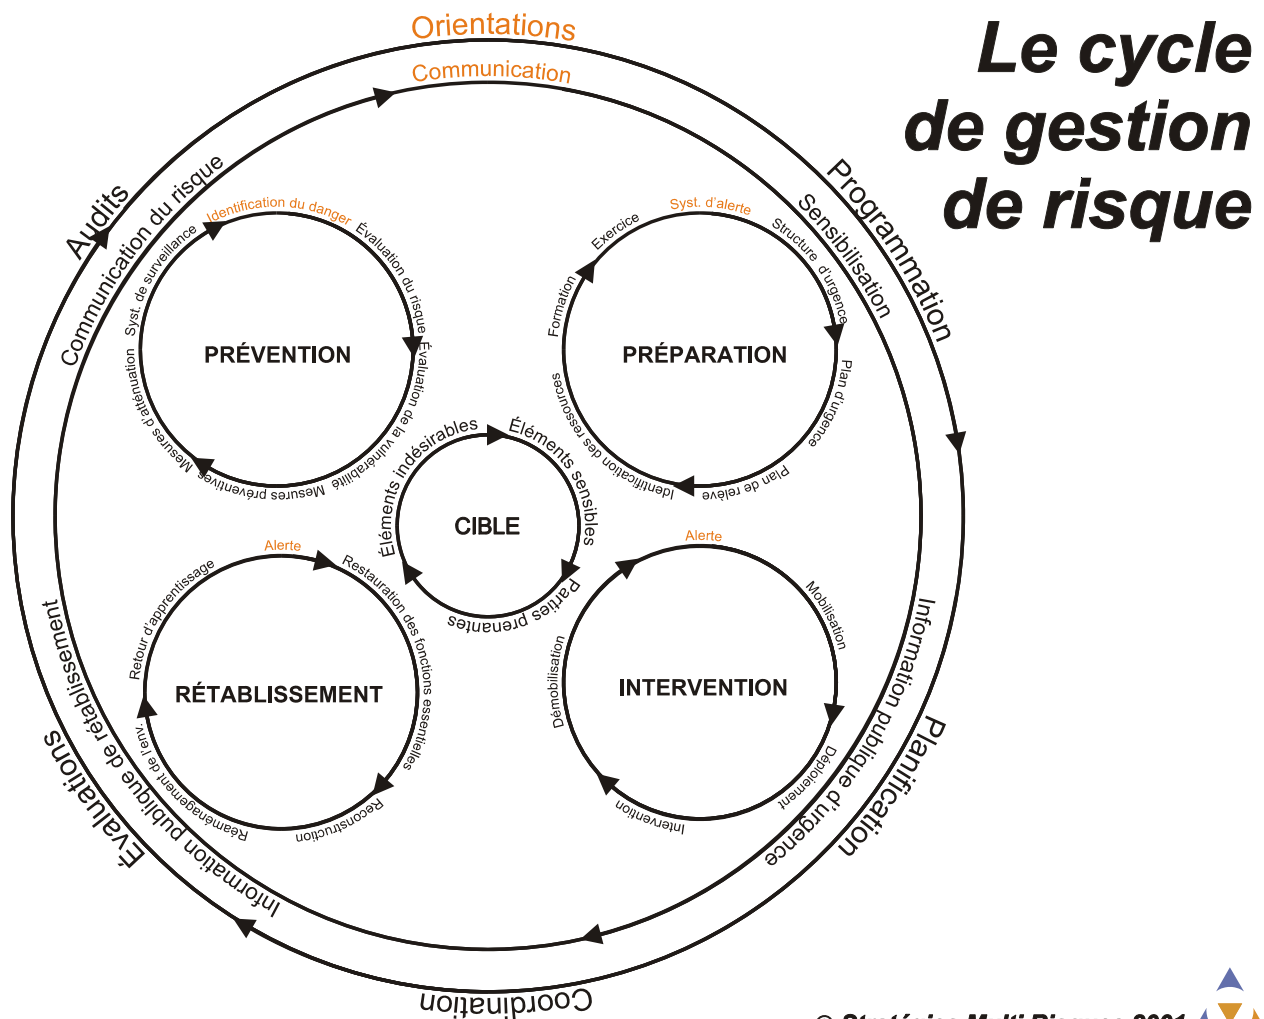 Le cycle
de gestion
de risque
Orientations
Programmation
Planification
Coordination
Évaluations
Audits
Communication
Sensibilisation
Information publique d'urgence
Information publique de rétablissement
Communication du risque
PRÉVENTION
Identification du danger
Évaluation du risque
Évaluation de la vulnérabilité
Mesures préventives
Mesures d'atténuation
Syst. de surveillance
PRÉPARATION
Syst. d'alerte
Structure d'urgence
Plan d'urgence
Plan de relève
Identification des ressources
Formation
Exercice
CIBLE
Éléments sensibles
Parties prenantes
Éléments indésirables
RÉTABLISSEMENT
Alerte
Restauration des fonctions essentielles
Reconstruction
Réaménagement de l'env.
Retour d'apprentissage
INTERVENTION
Alerte
Mobilisation
Déploiement
Intervention
Démobilisation
© Stratégies Multi Risques 2001